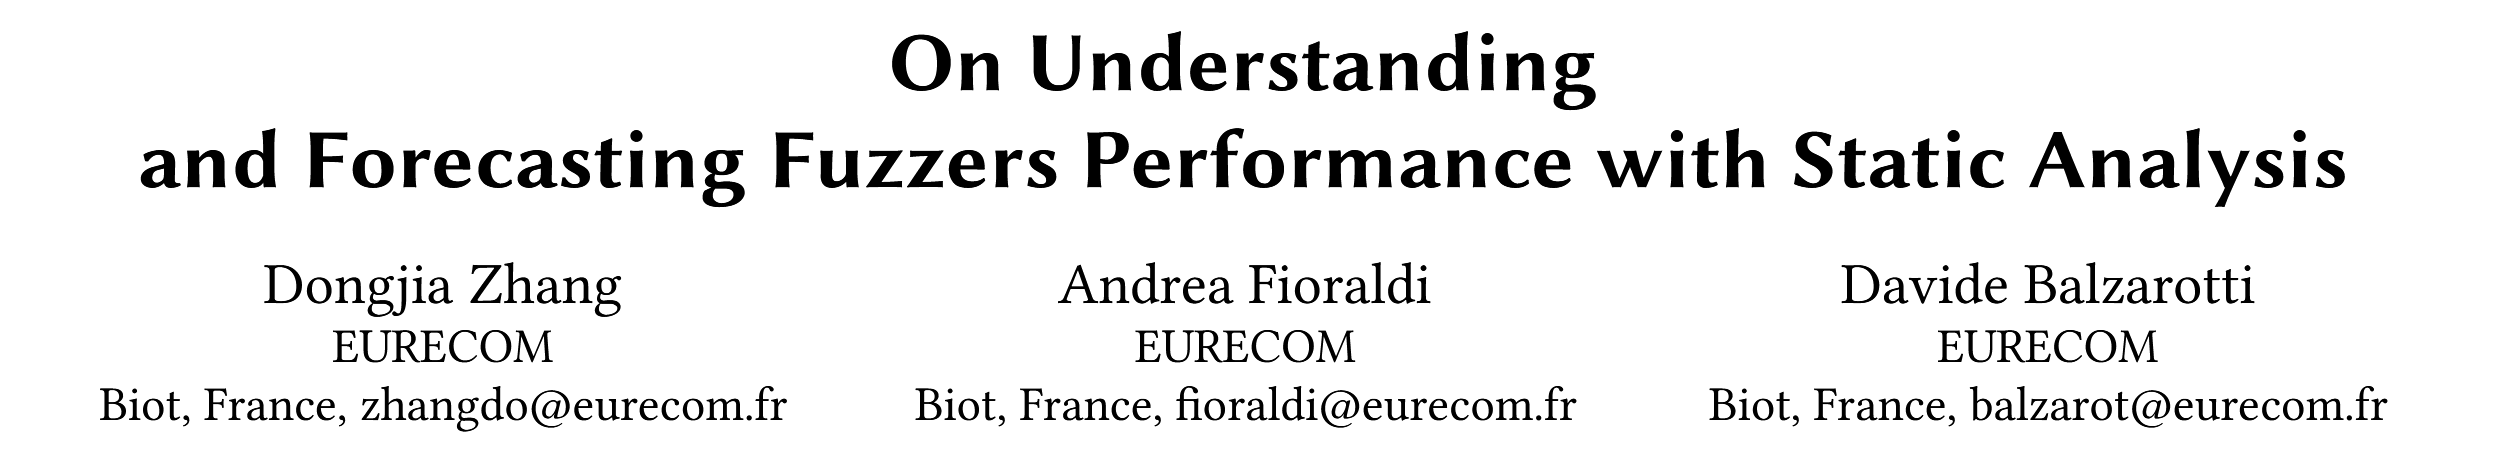 On Understanding
and Forecasting Fuzzers Performance with Static Analysis
Dongjia Zhang
EURECOM
Biot, France, zhangdo@eurecom.fr
Andrea Fioraldi
EURECOM
Biot, France, fioraldi@eurecom.fr
Davide Balzarotti
EURECOM
Biot, France, balzarot@eurecom.fr